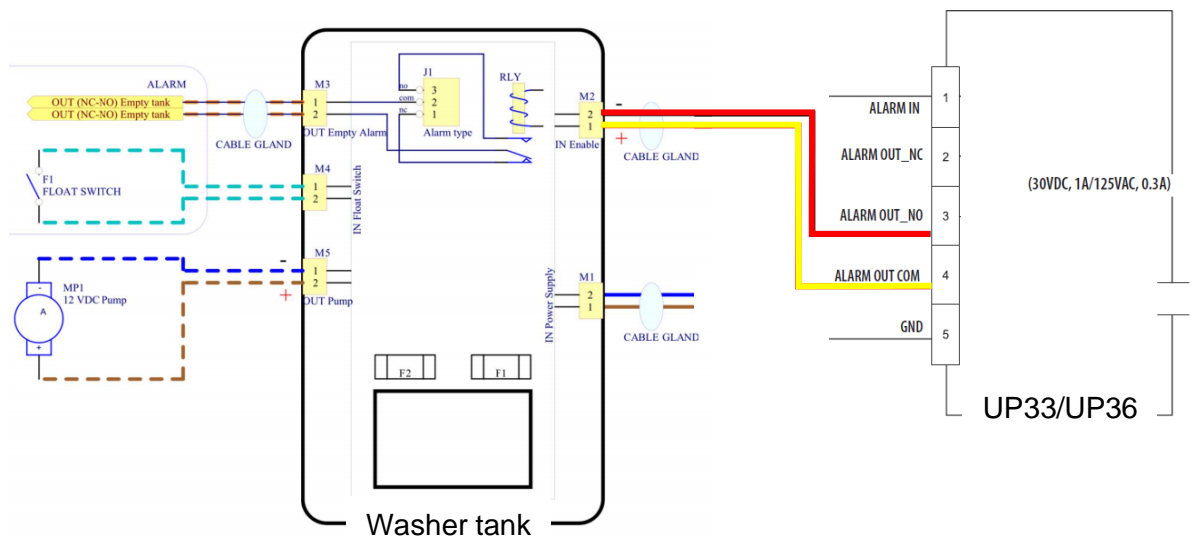 ALARM
OUT (NC-NO) Empty tank
OUT (NC-NO) Empty tank
CABLE GLAND
F1
FLOAT SWITCH
MP1
12 VDC Pump
-
A
+
-
+
M3
1
2
OUT Empty Alarm
M4
1
2
IN Float Switch
M5
1
2
OUT Pump
J1
no
com
nc
3
2
1
Alarm type
RLY
M2
2
1
IN Enable
-
+
CABLE GLAND
M1
2
1
IN Power Supply
CABLE GLAND
F2
F1
Washer tank
ALARM IN
1
ALARM OUT_NC
2
ALARM OUT_NO
3
ALARM OUT COM
4
GND
5
(30VDC, 1A/125VAC, 0.3A)
UP33/UP36